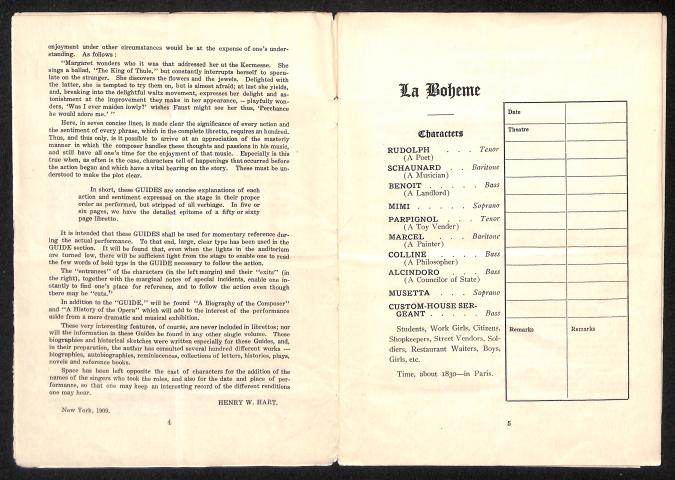 enjoyment under other circumstances would be at the expense of one's under-
standing. As follows:
"Margaret wonders who it was that addressed her at the Kermesse. She
sings a ballad, "The King of Thule," but constantly interrupts herself to specu-
late on the stranger. She discovers the flowers and the jewels. Delighted with
the latter, she is tempted to try them on, but is almost afraid; at last she yields,
and, breaking into the delightful waltz movement, expresses her delight and as-
tonishment at the improvement they make in her appearance, -- playfully won-
ders, 'Was I ever maiden lowly?' wishes Faust might see her thus, 'Perchance
he would adore me.' "
Here, in seven concise lines, is made clear the significance of every action and
the sentiment of every phrase, which in the complete libretto, requires an hundred.
Thus, and thus only, is it possible to arrive at an appreciation of the masterly
manner in which the composer handles these thoughts and passions in his music,
and still have all one's time for the enjoyment of that music. Especially is this
true when, as often is the case, characters tell of happenings that occurred before
the action began and which have a vital bearing on the story. These must be un-
derstood to make the plot clear.
In short, these GUIDES are concise explanations of each
action and sentiment expressed on the stage in their proper
order as performed, but stripped of all verbiage. In five or
six pages, we have the detailed epitome of a fifty or sixty
page libretto.
It is intended that these GUIDES shall be used for momentary reference dur-
ing the actual performance. To that end, large, clear type has been used in the
GUIDE section. It will be found that, even when the lights in the auditorium
are turned low, there will be sufficient light from the stage to enable one to read
the few words of bold type in the GUIDE necessary to follow the action.
The "entrances" of the characters (in the left margin) and their "exits" (in
the right), together with the marginal notes of special incidents, enable one in-
stantly to find one's place for reference, and to follow the action even though
there may be "cuts."
In addition to the "GUIDE," will be found "A Biography of the Composer"
and "A History of the Opera" which will add to the interest of the performance
aside from a mere dramatic and musical exhibition.
These very interesting features, of course, are never included in librettos; nor
will the information in these Guides be found in any other single volume. These
biographies and historical sketches were written especially for these Guides, and,
in their preparation, the author has consulted several hundred different works —
biographies, autobiographies, reminiscences, collections of letters, histories, plays,
novels and reference books.
Space has been left opposite the cast of characters for the addition of the
names of the singers who took the roles, and also for the date and place of per-
formance, so that one may keep an interesting record of the different renditions
one may hear.
HENRY W. HART.
New York, 1909.
4
La Boheme
Characters
RUDOLPH . . . Tenor
(A Poet)
SCHAUNARD . . Baritone
(A Musician)
BENOIT . . . . . Bass
(A Landlord)
MIMI . . . . Soprano
PARPIGNOL . . Tenor
(A Toy Vender)
MARCEL . . . Baritone
(A Painter)
COLLINE . . . . Bass
(A Philosopher)
ALCINDORO . . . Bass
(A Councilor of State)
MUSETTA . . . Soprano
CUSTOM-HOUSE SER-
GEANT . . . . Bass
Students, Work Girls, Citizens,
Shopkeepers, Street Vendors, Sol-
diers, Restaurant Waiters, Boys,
Girls, etc.
Time, about 1830—in Paris.
Date
Theatre
Remarks Remarks
5